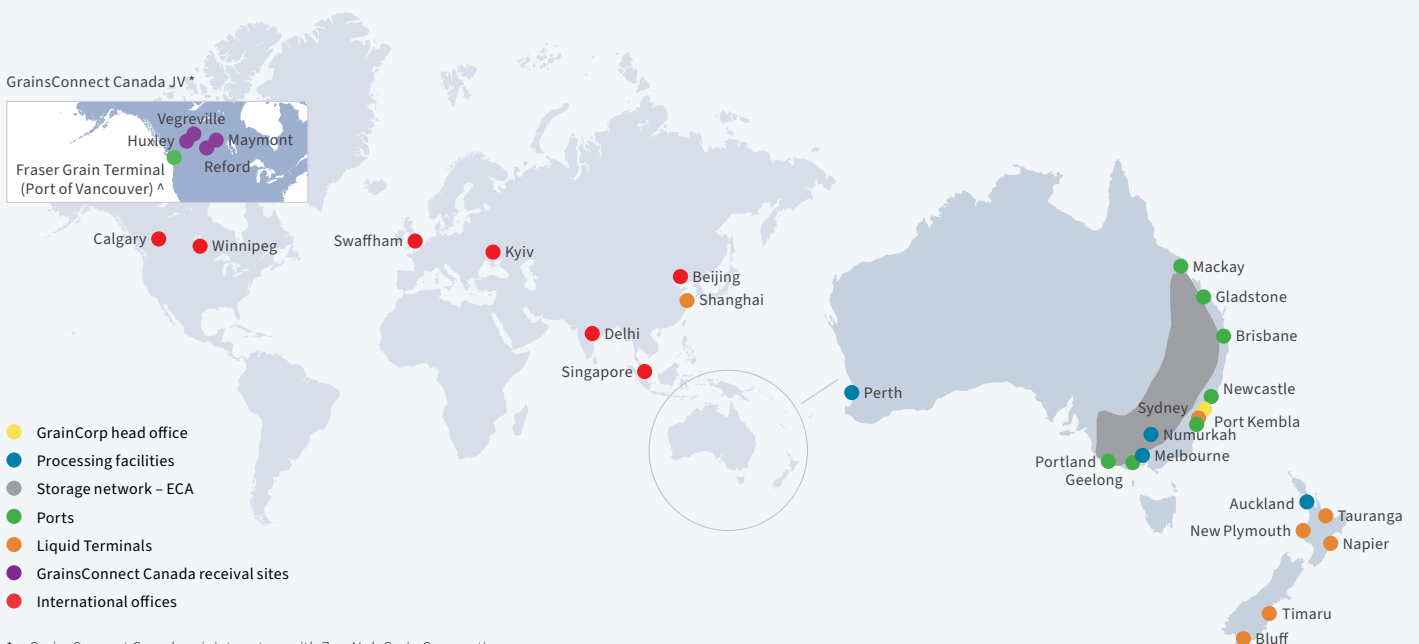 GrainsConnect Canada JV *
Vegreville
Huxley
Maymont
Reford
Fraser Grain Terminal
(Port of Vancouver) ^
Calgary
Winnipeg
Swaffham
Kyiv
Beijing
Shanghai
Delhi
Singapore
Mackay
Gladstone
Brisbane
Perth
Newcastle
Sydney
Port Kembla
Numurkah
Melbourne
Portland
Geelong
Auckland
Tauranga
New Plymouth
Napier
Timaru
Bluff
GrainCorp head office
Processing facilities
Storage network – ECA
Ports
Liquid Terminals
GrainsConnect Canada receival sites
International offices